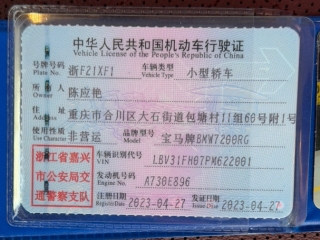 中华人民共和国机动车行驶证
Vehicle License of the People's Republic of China
号牌号码 Plate No. 浙F21XF1 车辆类型 Vehicle Type 小型轿车
所有人 Owner 陈应艳
住址 Address 重庆市合川区大石街道包塘村11组60号附1号
使用性质 Use Character 非营运 品牌型号 Model 宝马牌BMW7200RG
浙江省嘉兴
市公安局交
通警察支队
车辆识别代号 VIN LBV31FH07PM622001
发动机号码 Engine No. A730E896
注册日期 Register Date 2023-04-27 发证日期 Issue Date 2023-04-27